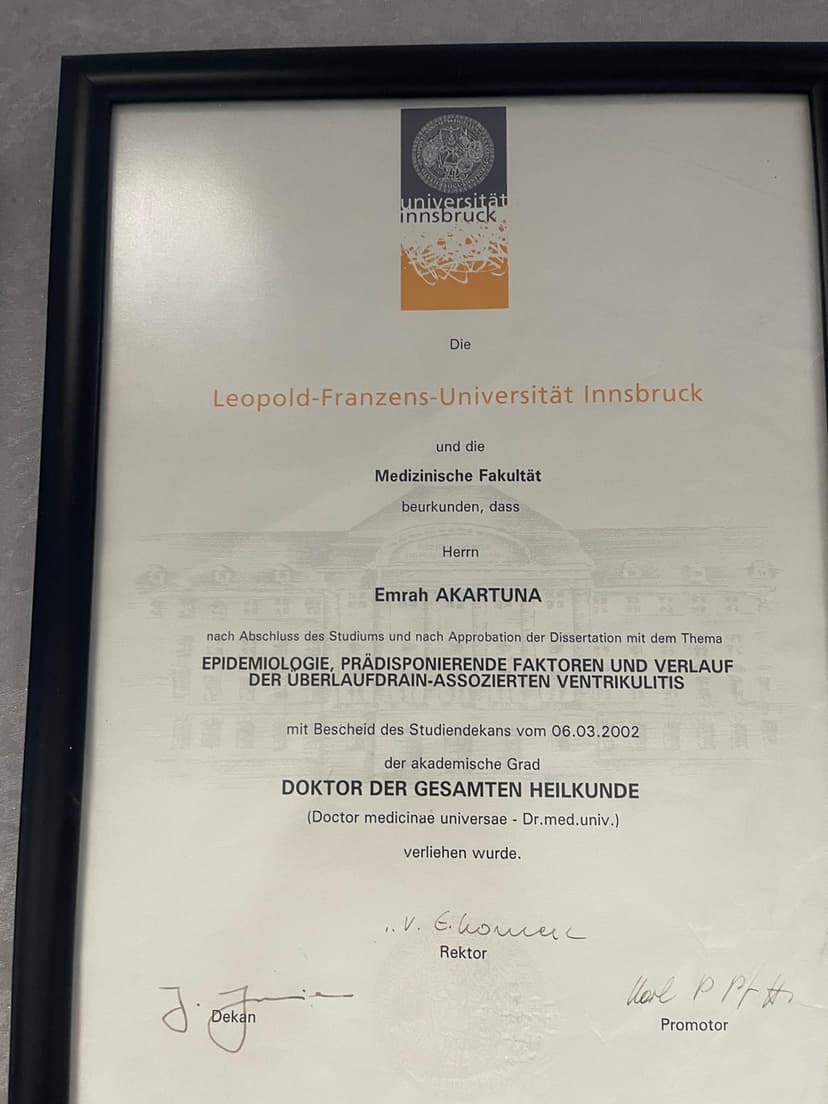 universität
innsbruck
Die
Leopold-Franzens-Universität Innsbruck
und die
Medizinische Fakultät
beurkunden, dass
Herrn
Emrah AKARTUNA
nach Abschluss des Studiums und nach Approbation der Dissertation mit dem Thema
EPIDEMIOLOGIE, PRÄDISPONIERENDE FAKTOREN UND VERLAUF
DER ÜBERLAUFDRAIN-ASSOZIERTEN VENTRIKULITIS
mit Bescheid des Studiendekans vom 06.03.2002
der akademische Grad
DOKTOR DER GESAMTEN HEILKUNDE
(Doctor medicinae universae - Dr.med.univ.)
verliehen wurde.
Rektor
Dekan
Promotor